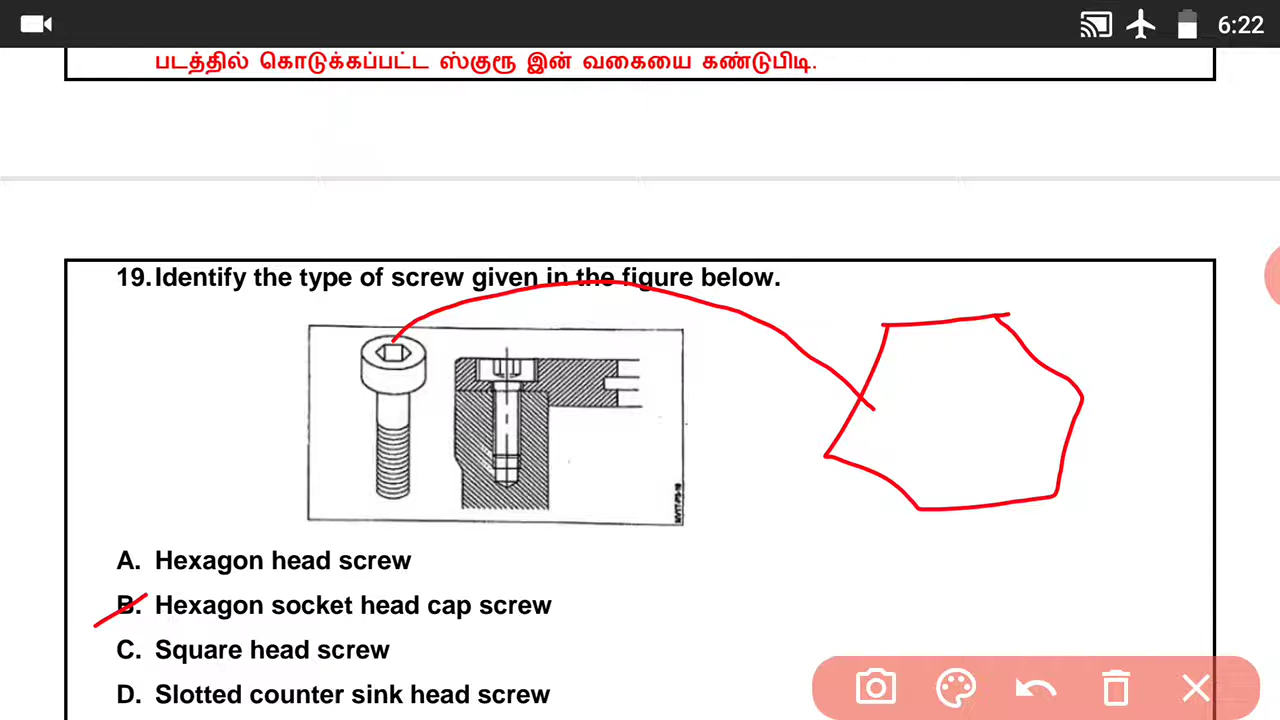 6:22
படத்தில் கொடுக்கப்பட்ட ஸ்குரூ இன் வகையை கண்டுபிடி.
19. Identify the type of screw given in the figure below.
A. Hexagon head screw
B. Hexagon socket head cap screw
C. Square head screw
D. Slotted counter sink head screw